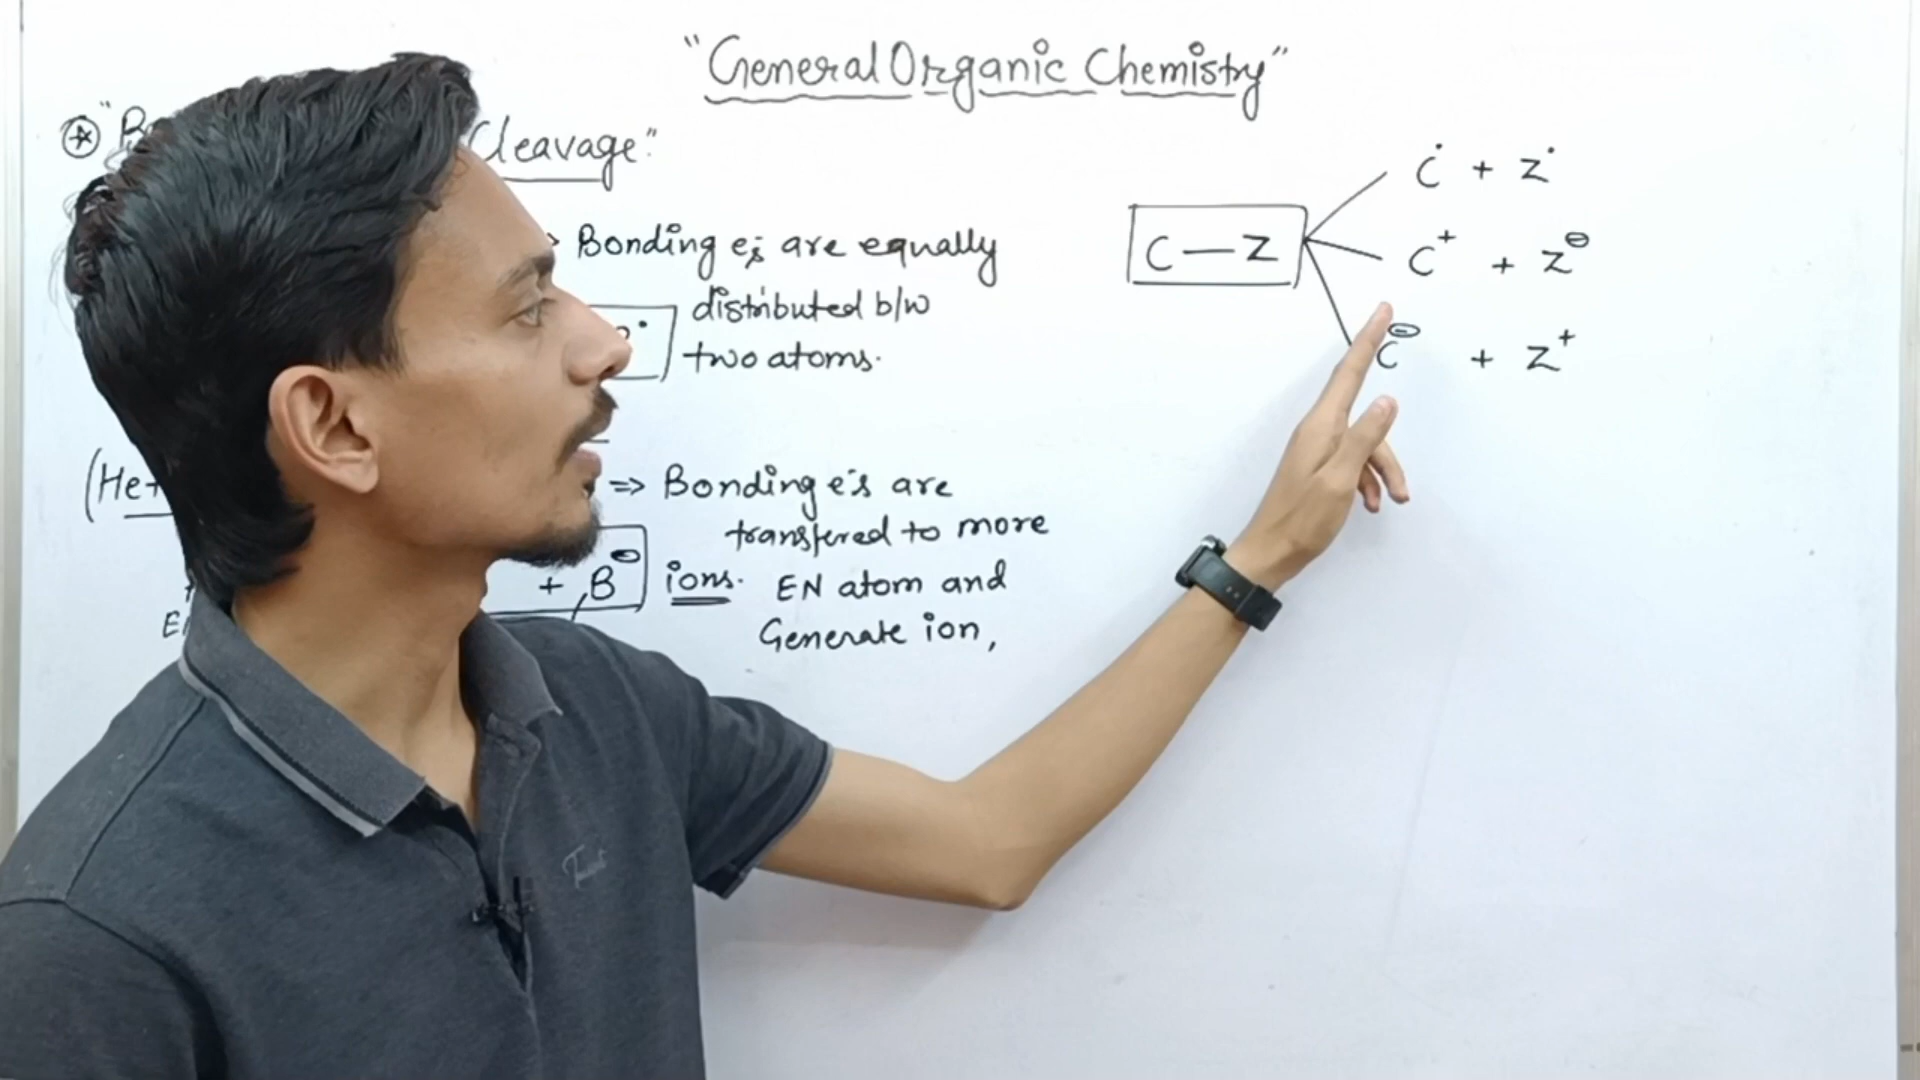 "General Organic Chemistry"
Cleavage"
Bonding e⁻s are equally
distributed b/w
two atoms.
=> Bonding e⁻s are
transfered to more
+ B⊖ ions. EN atom and
Generate ion,
C — Z
Ċ + Ż
C⁺ + Z⊖
C⊖ + Z⁺